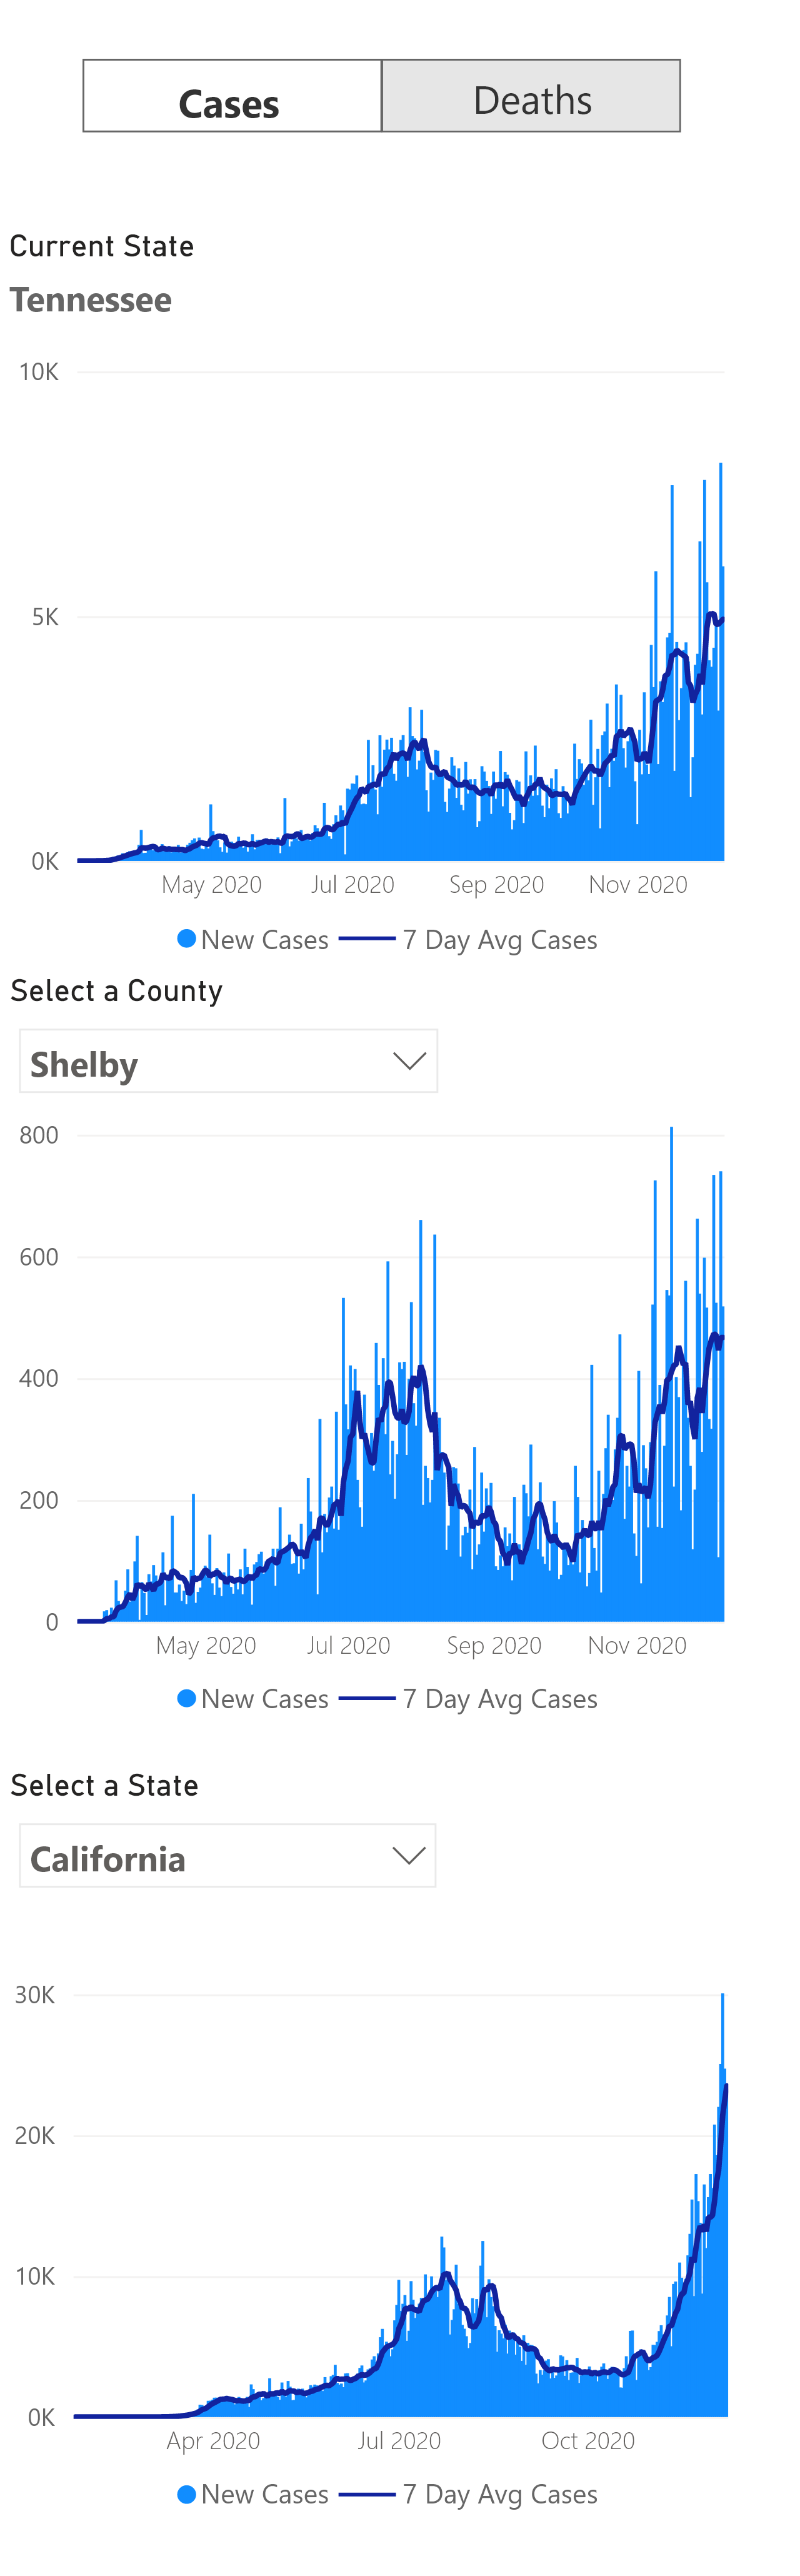 Cases Deaths
Current State
Tennessee
10K
5K
0K
May 2020 Jul 2020 Sep 2020 Nov 2020
New Cases 7 Day Avg Cases
Select a County
Shelby
800
600
400
200
0
May 2020 Jul 2020 Sep 2020 Nov 2020
New Cases 7 Day Avg Cases
Select a State
California
30K
20K
10K
0K
Apr 2020 Jul 2020 Oct 2020
New Cases 7 Day Avg Cases